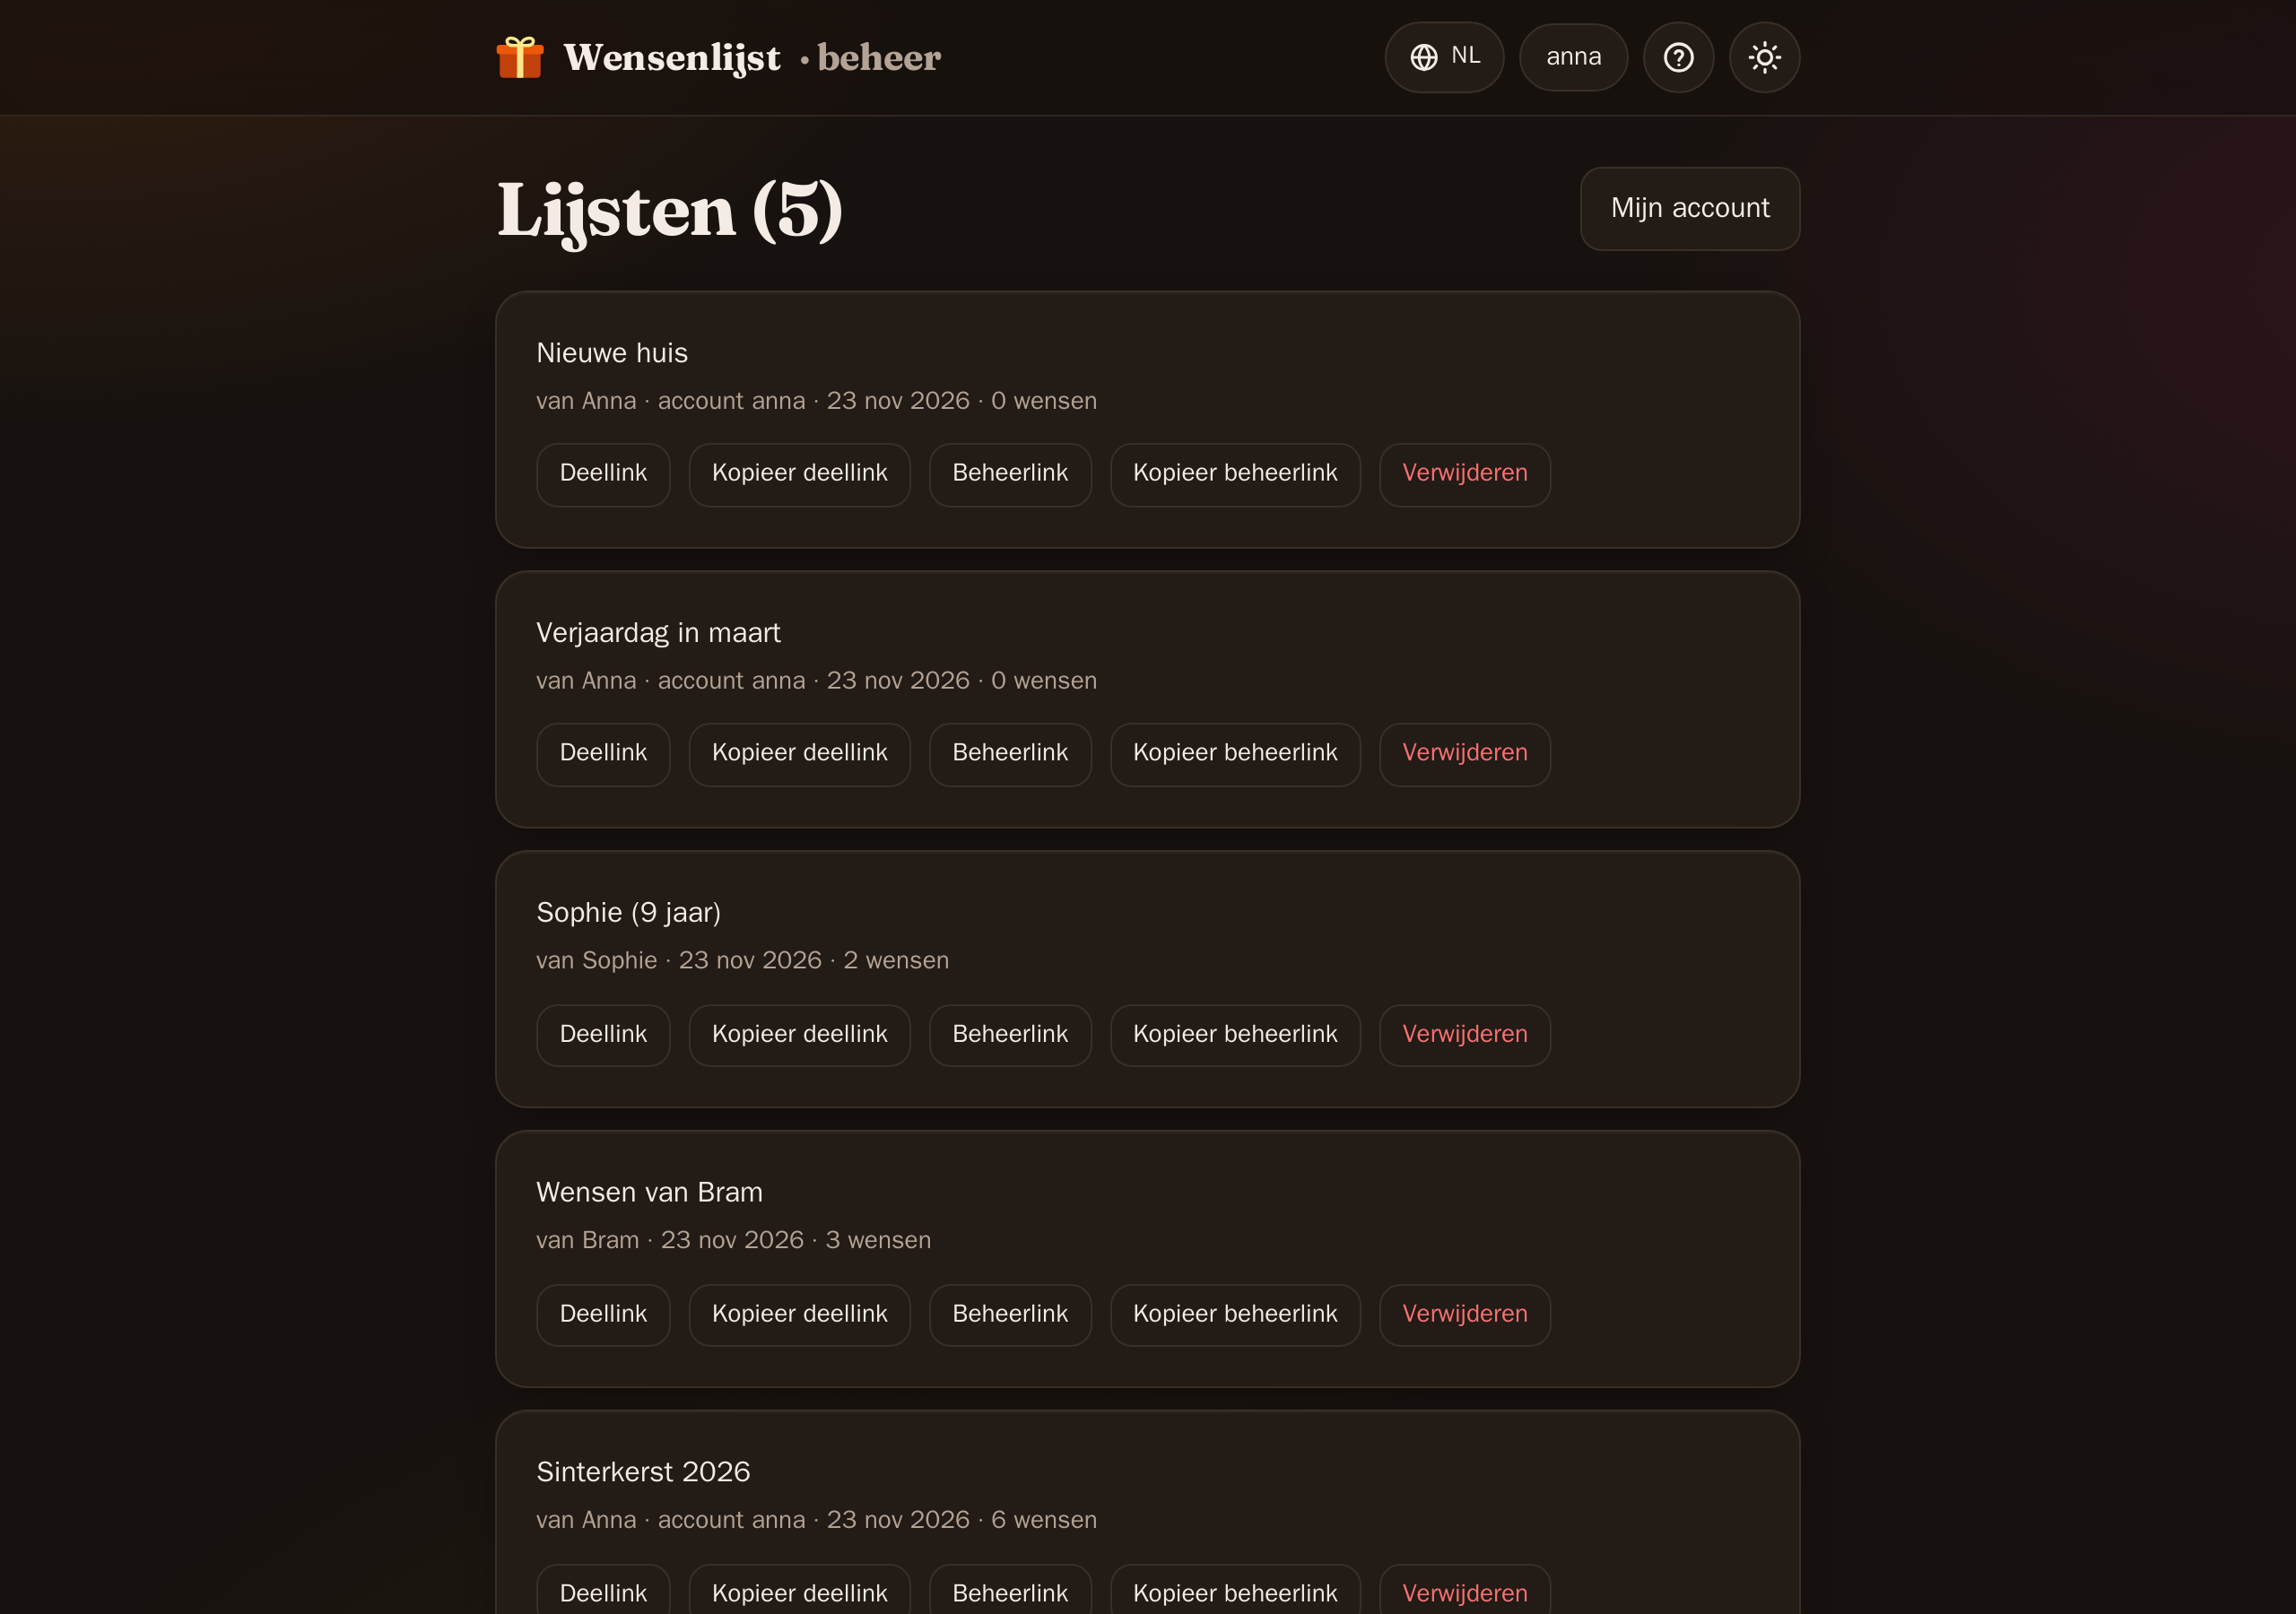 Wensenlijst · beheer
NL
anna
Lijsten (5)
Mijn account
Nieuwe huis
van Anna · account anna · 23 nov 2026 · 0 wensen
Deellink Kopieer deellink Beheerlink Kopieer beheerlink Verwijderen
Verjaardag in maart
van Anna · account anna · 23 nov 2026 · 0 wensen
Deellink Kopieer deellink Beheerlink Kopieer beheerlink Verwijderen
Sophie (9 jaar)
van Sophie · 23 nov 2026 · 2 wensen
Deellink Kopieer deellink Beheerlink Kopieer beheerlink Verwijderen
Wensen van Bram
van Bram · 23 nov 2026 · 3 wensen
Deellink Kopieer deellink Beheerlink Kopieer beheerlink Verwijderen
Sinterkerst 2026
van Anna · account anna · 23 nov 2026 · 6 wensen
Deellink Kopieer deellink Beheerlink Kopieer beheerlink Verwijderen